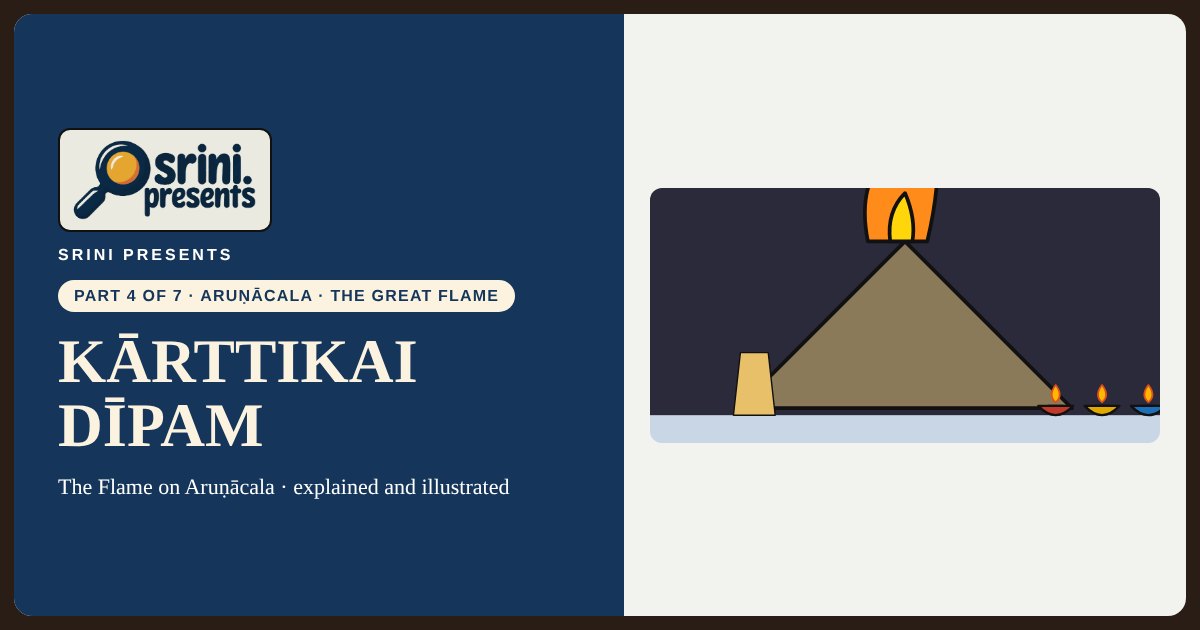 srini.
presents
SRINI PRESENTS
PART 4 OF 7 · ARUṆĀCALA · THE GREAT FLAME
KĀRTTIKAI
DĪPAM
The Flame on Aruṇācala · explained and illustrated